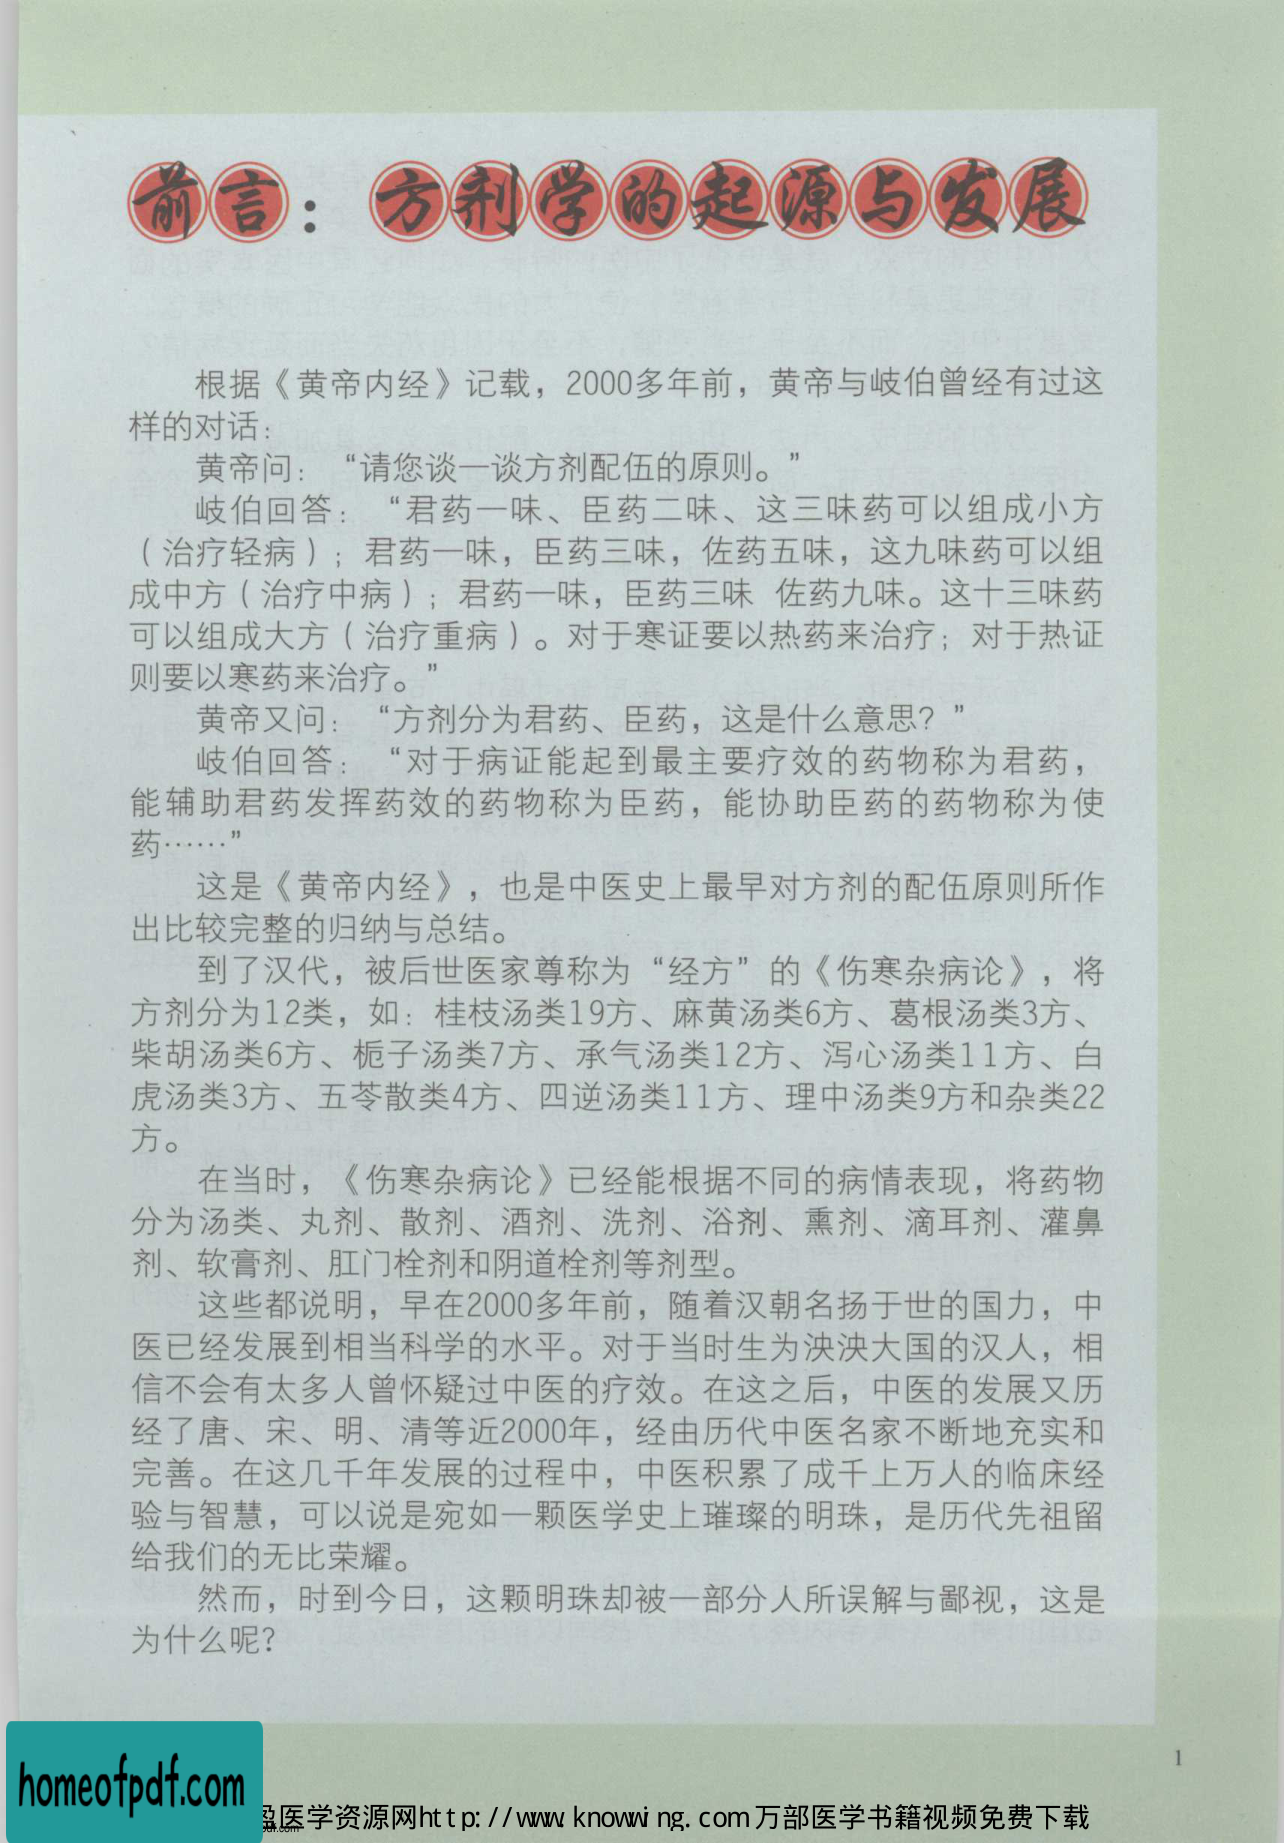 前言：方剂学的起源与发展
根据《黄帝内经》记载，2000多年前，黄帝与岐伯曾经有过这
样的对话：
黄帝问：“请您谈一谈方剂配伍的原则。”
岐伯回答：“君药一味、臣药二味、这三味药可以组成小方
（治疗轻病）；君药一味，臣药三味，佐药五味，这九味药可以组
成中方（治疗中病）；君药一味，臣药三味 佐药九味。这十三味药
可以组成大方（治疗重病）。对于寒证要以热药来治疗；对于热证
则要以寒药来治疗。”
黄帝又问：“方剂分为君药、臣药，这是什么意思？”
岐伯回答：“对于病证能起到最主要疗效的药物称为君药，
能辅助君药发挥药效的药物称为臣药，能协助臣药的药物称为使
药……”
这是《黄帝内经》，也是中医史上最早对方剂的配伍原则所作
出比较完整的归纳与总结。
到了汉代，被后世医家尊称为“经方”的《伤寒杂病论》，将
方剂分为12类，如：桂枝汤类19方、麻黄汤类6方、葛根汤类3方、
柴胡汤类6方、栀子汤类7方、承气汤类12方、泻心汤类11方、白
虎汤类3方、五苓散类4方、四逆汤类11方、理中汤类9方和杂类22
方。
在当时，《伤寒杂病论》已经能根据不同的病情表现，将药物
分为汤类、丸剂、散剂、酒剂、洗剂、浴剂、熏剂、滴耳剂、灌鼻
剂、软膏剂、肛门栓剂和阴道栓剂等剂型。
这些都说明，早在2000多年前，随着汉朝名扬于世的国力，中
医已经发展到相当科学的水平。对于当时生为泱泱大国的汉人，相
信不会有太多人曾怀疑过中医的疗效。在这之后，中医的发展又历
经了唐、宋、明、清等近2000年，经由历代中医名家不断地充实和
完善。在这几千年发展的过程中，中医积累了成千上万人的临床经
验与智慧，可以说是宛如一颗医学史上璀璨的明珠，是历代先祖留
给我们的无比荣耀。
然而，时到今日，这颗明珠却被一部分人所误解与鄙视，这是
为什么呢？
1
homeofpdf.com
盈医学资源网http://www.knowwing.com万部医学书籍视频免费下载